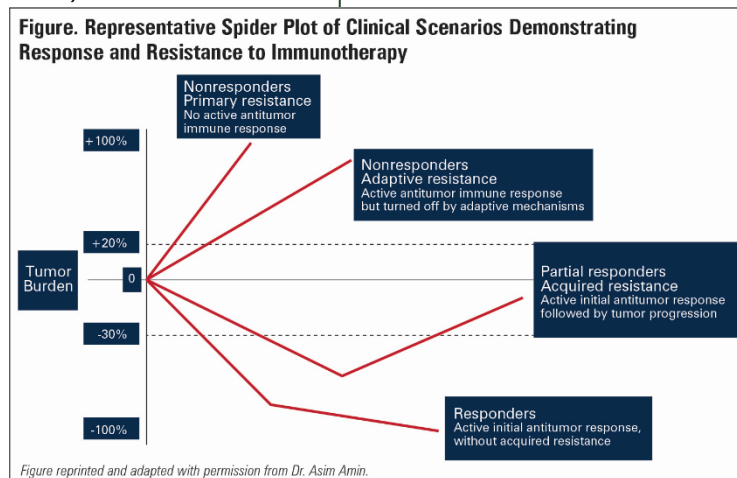 Figure. Representative Spider Plot of Clinical Scenarios Demonstrating
Response and Resistance to Immunotherapy
Nonresponders
Primary resistance
No active antitumor
immune response
+100%
Nonresponders
Adaptive resistance
Active antitumor immune response
but turned off by adaptive mechanisms
+20%
Tumor
Burden
0
Partial responders
Acquired resistance
Active initial antitumor response
followed by tumor progression
-30%
Responders
Active initial antitumor response,
without acquired resistance
-100%
Figure reprinted and adapted with permission from Dr. Asim Amin.